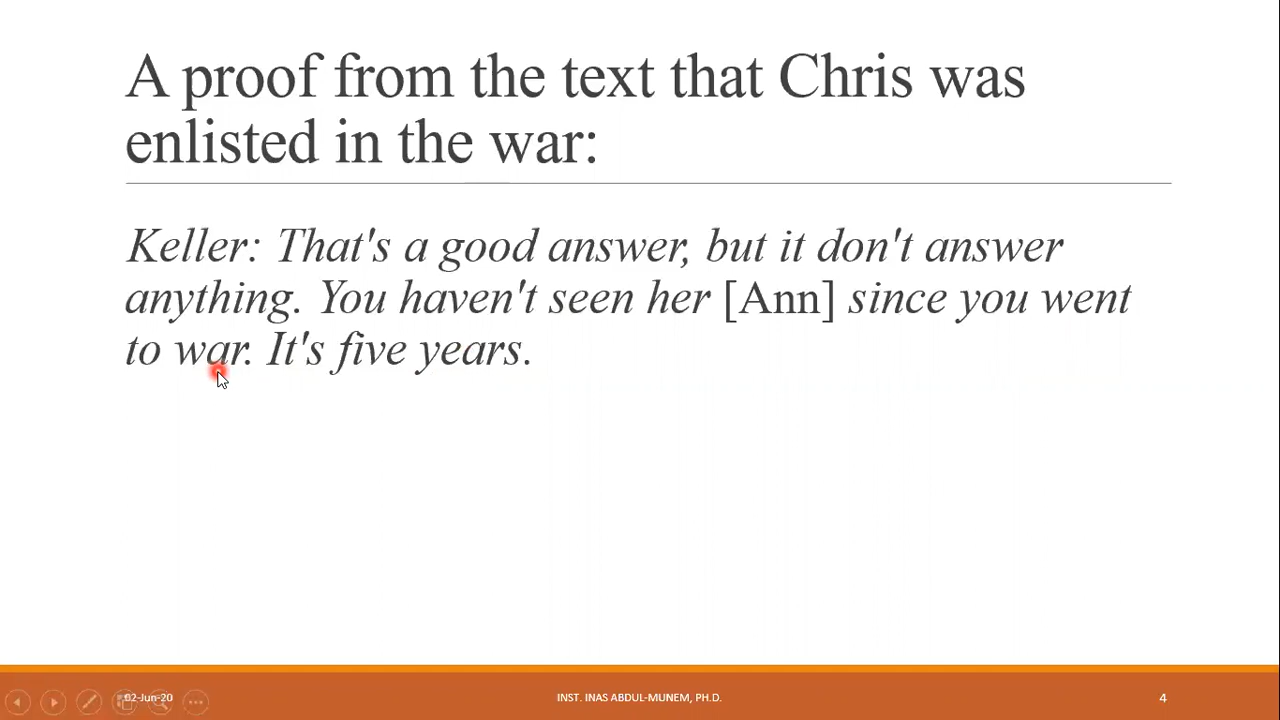 A proof from the text that Chris was
enlisted in the war:
Keller: That's a good answer, but it don't answer
anything. You haven't seen her [Ann] since you went
to war. It's five years.
02-Jun-20
INST. INAS ABDUL-MUNEM, PH.D.
4